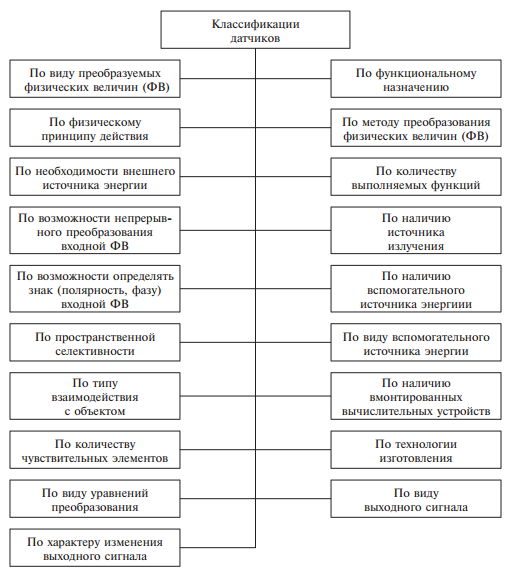 Классификации
датчиков
По виду преобразуемых
физических величин (ФВ)
По функциональному
назначению
По физическому
принципу действия
По методу преобразования
физических величин (ФВ)
По необходимости внешнего
источника энергии
По количеству
выполняемых функций
По возможности непрерыв-
ного преобразования
входной ФВ
По наличию
источника
излучения
По возможности определять
знак (полярность, фазу)
входной ФВ
По наличию
вспомогательного
источника энергиии
По пространственной
селективности
По виду вспомогательного
источника энергии
По типу
взаимодействия
с объектом
По наличию
вмонтированных
вычислительных устройств
По количеству
чувствительных элементов
По технологии
изготовления
По виду уравнений
преобразования
По виду
выходного сигнала
По характеру изменения
выходного сигнала